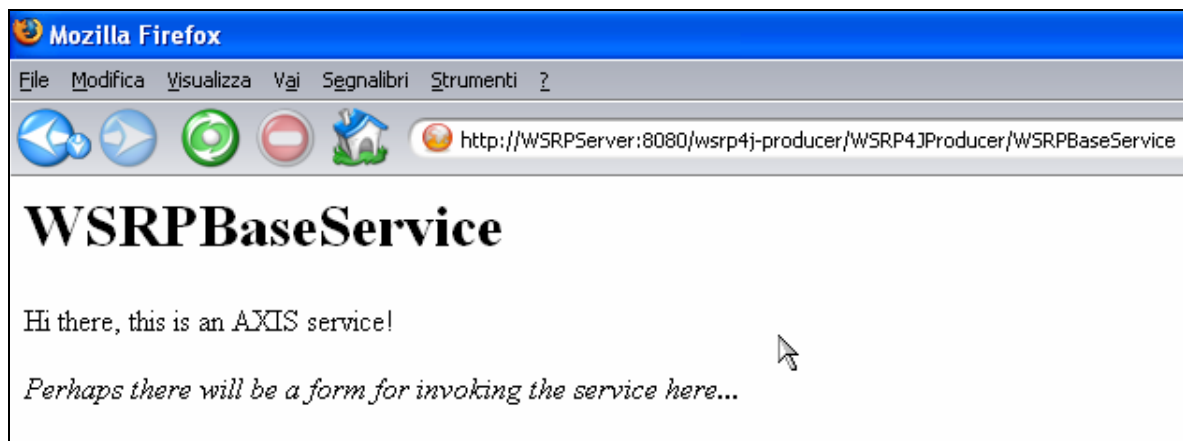 Mozilla Firefox
File Modifica Visualizza Vai Segnalibri Strumenti ?
http://WSRPServer:8080/wsrp4j-producer/WSRP4JProducer/WSRPBaseService
WSRPBaseService
Hi there, this is an AXIS service!
Perhaps there will be a form for invoking the service here...